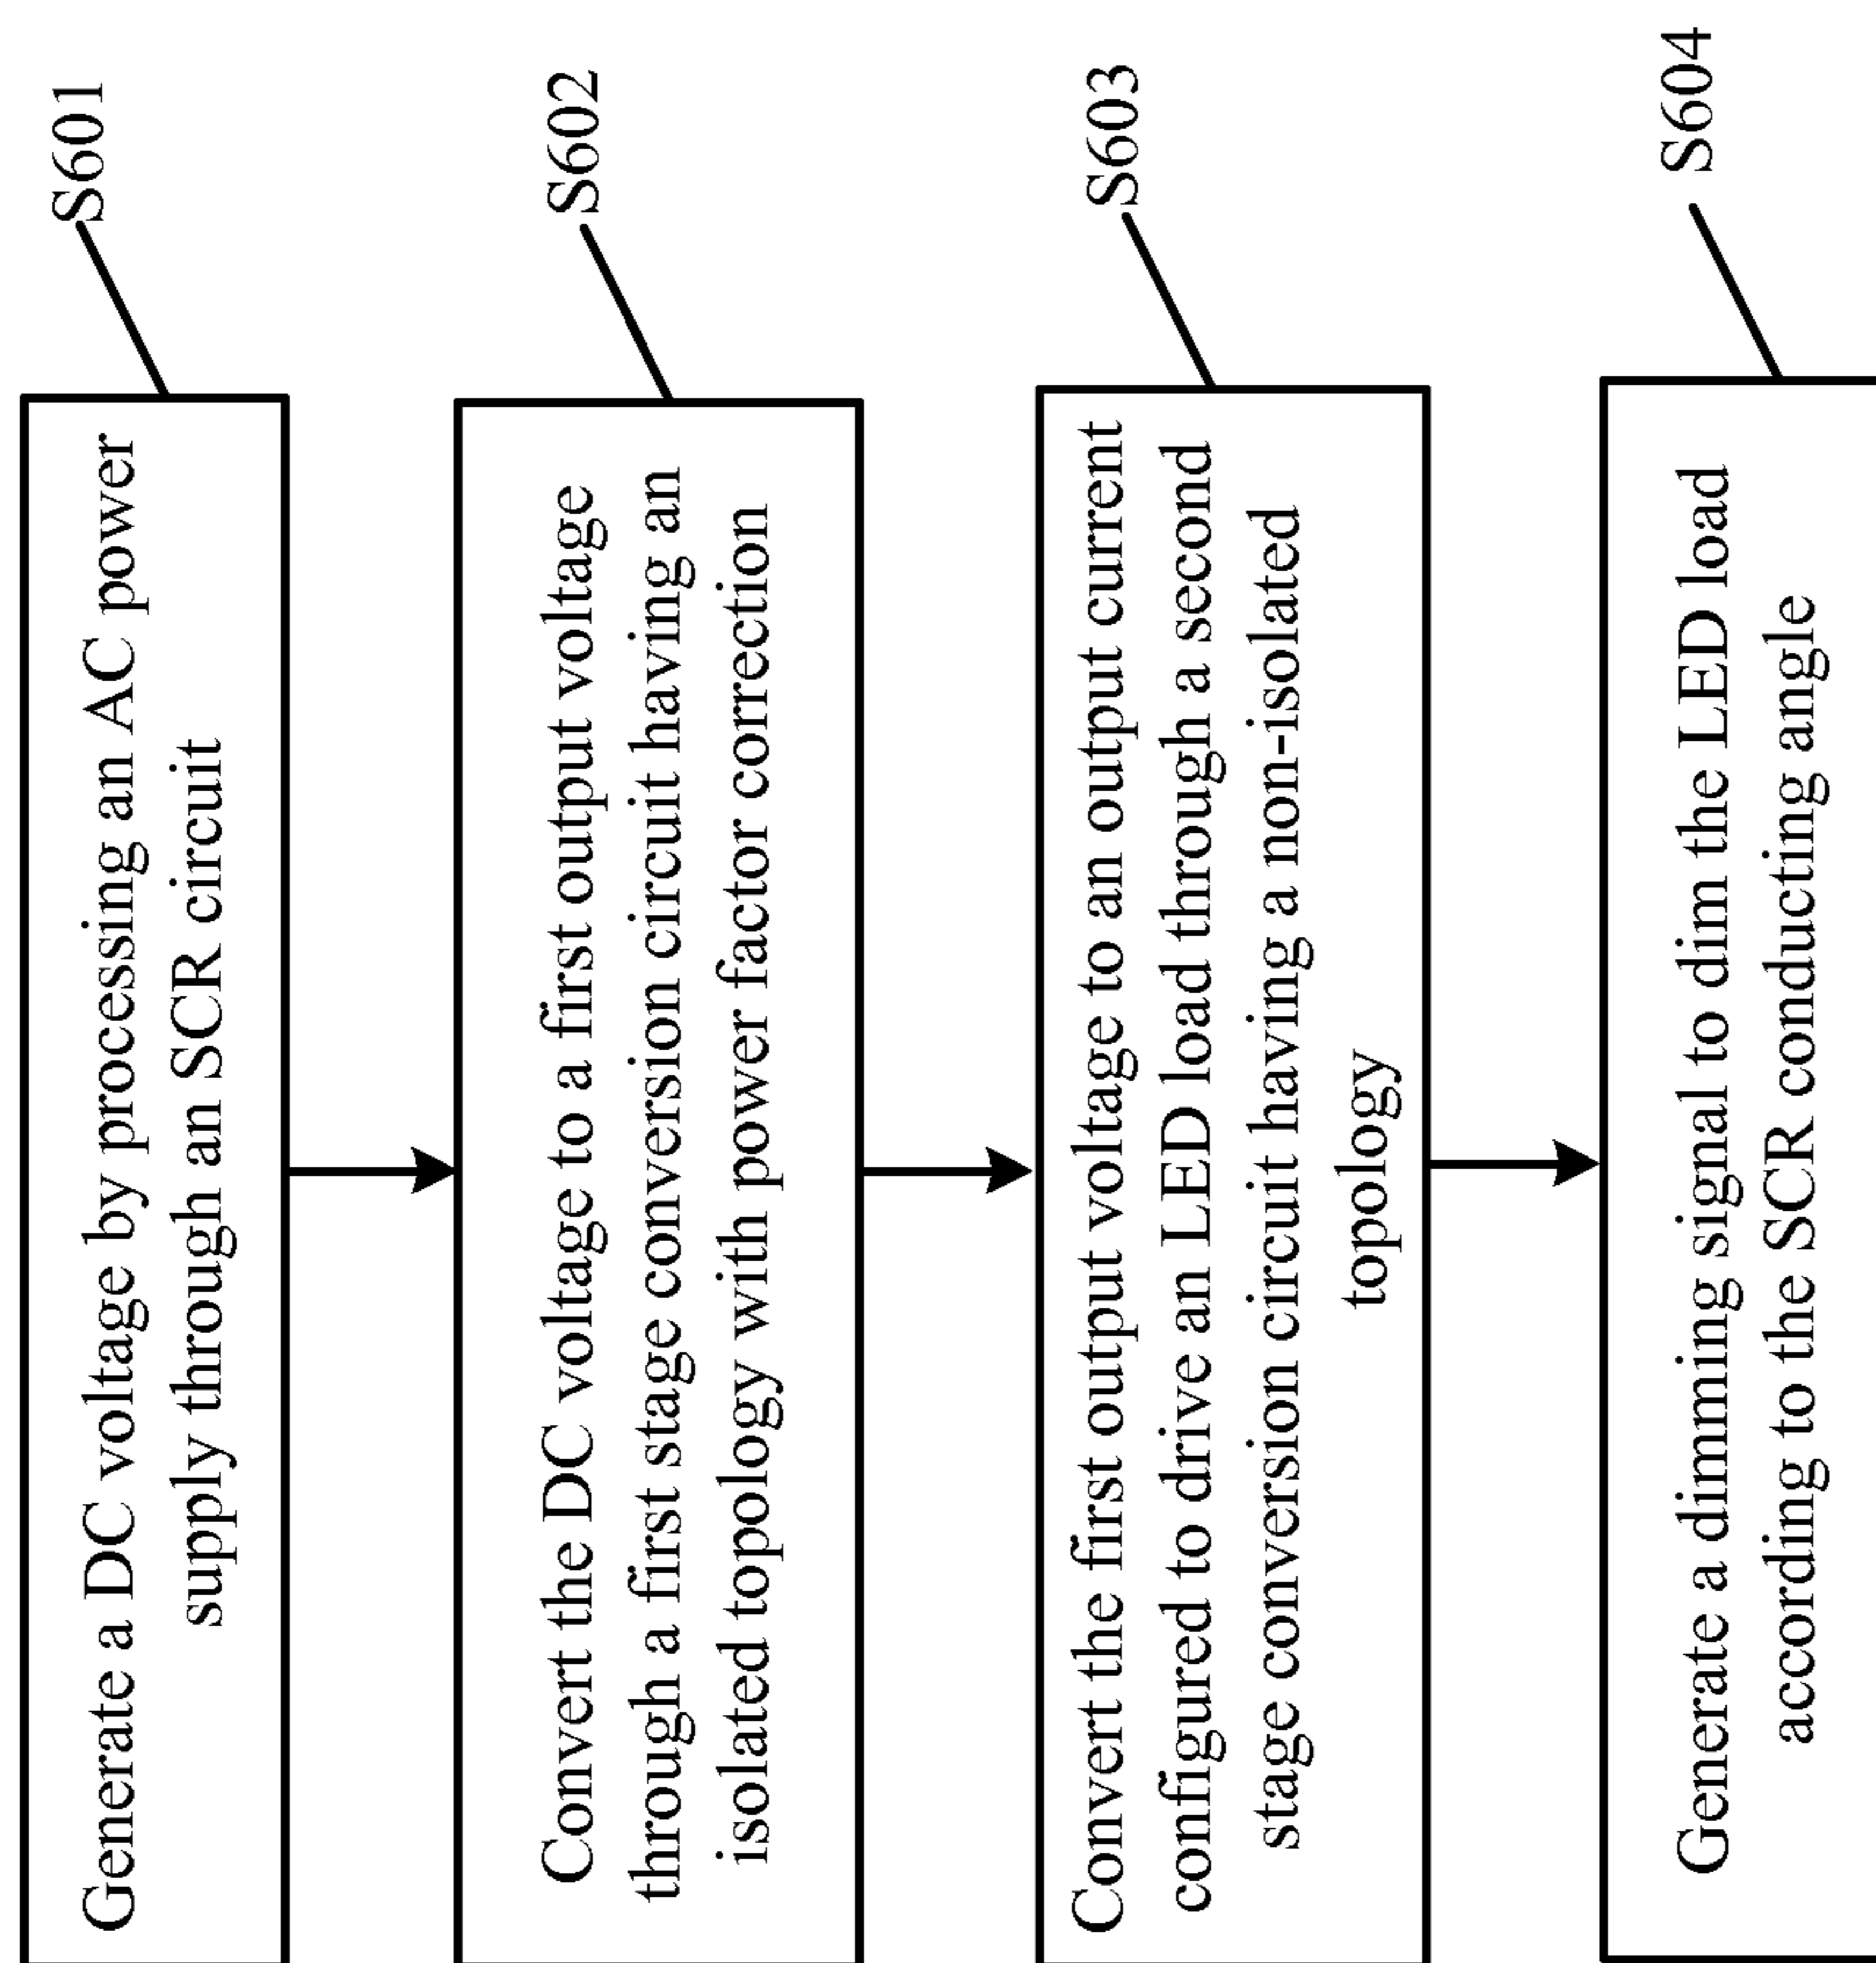 Generate a DC voltage by processing an AC power
supply through an SCR circuit
S601
Convert the DC voltage to a first output voltage
through a first stage conversion circuit having an
isolated topology with power factor correction
S602
Convert the first output voltage to an output current
configured to drive an LED load through a second
stage conversion circuit having a non-isolated
topology
S603
Generate a dimming signal to dim the LED load
according to the SCR conducting angle
S604